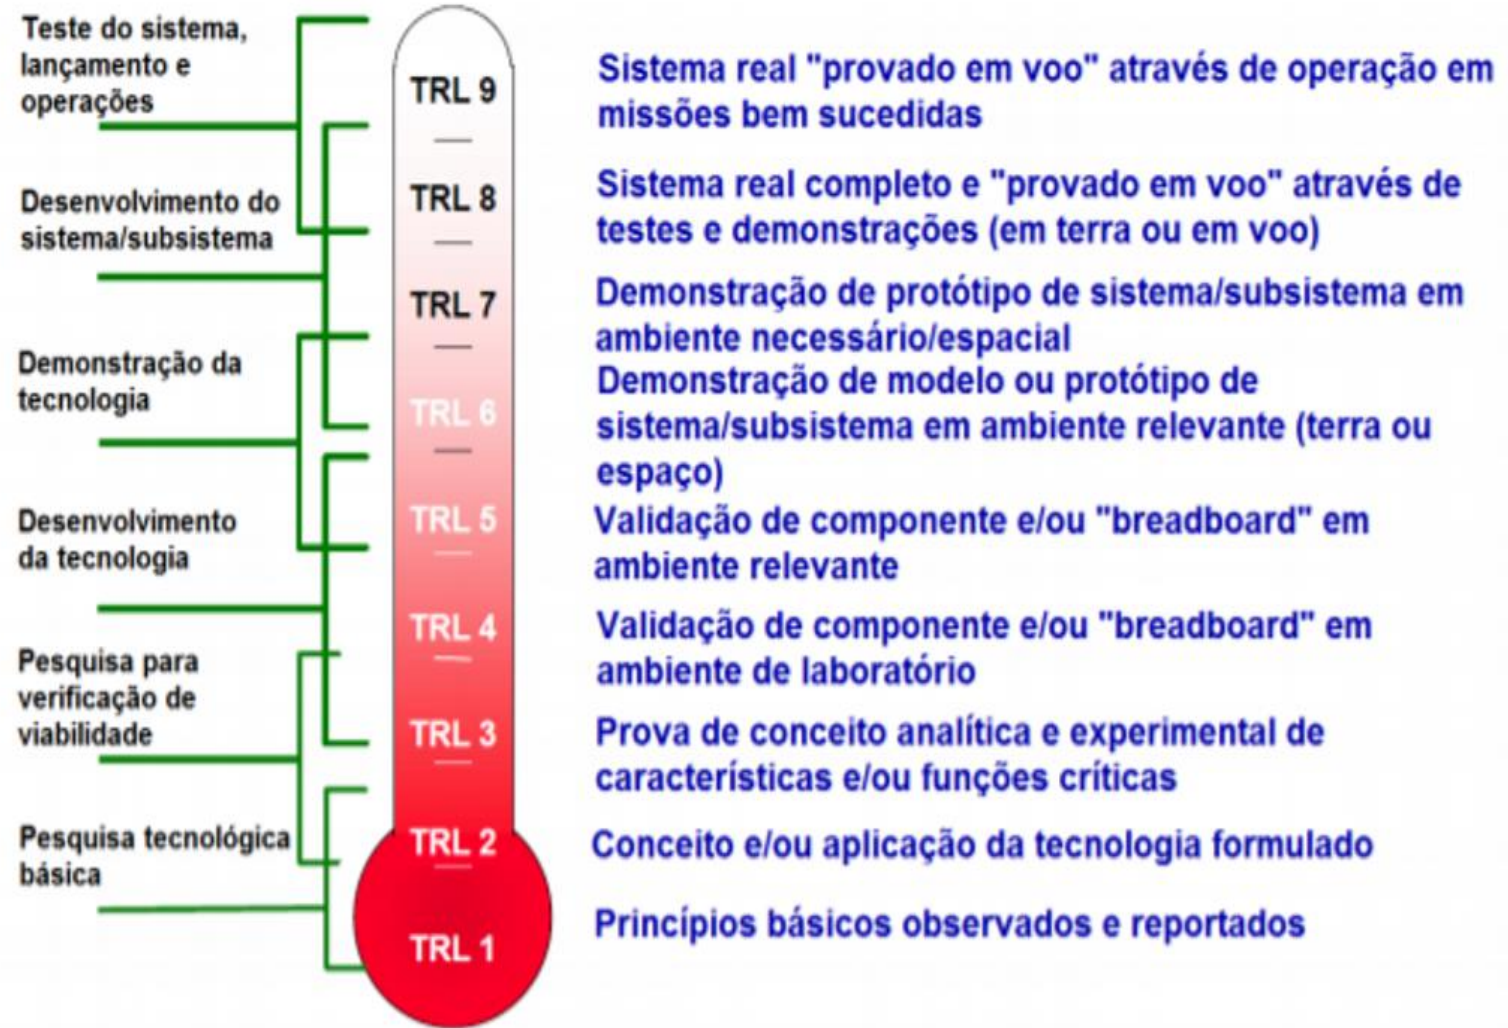 Teste do sistema,
lançamento e
operações
Desenvolvimento do
sistema/subsistema
Demonstração da
tecnologia
Desenvolvimento
da tecnologia
Pesquisa para
verificação de
viabilidade
Pesquisa tecnológica
básica
TRL 9
TRL 8
TRL 7
TRL 6
TRL 5
TRL 4
TRL 3
TRL 2
TRL 1
Sistema real "provado em voo" através de operação em
missões bem sucedidas
Sistema real completo e "provado em voo" através de
testes e demonstrações (em terra ou em voo)
Demonstração de protótipo de sistema/subsistema em
ambiente necessário/espacial
Demonstração de modelo ou protótipo de
sistema/subsistema em ambiente relevante (terra ou
espaço)
Validação de componente e/ou "breadboard" em
ambiente relevante
Validação de componente e/ou "breadboard" em
ambiente de laboratório
Prova de conceito analítica e experimental de
características e/ou funções críticas
Conceito e/ou aplicação da tecnologia formulado
Princípios básicos observados e reportados